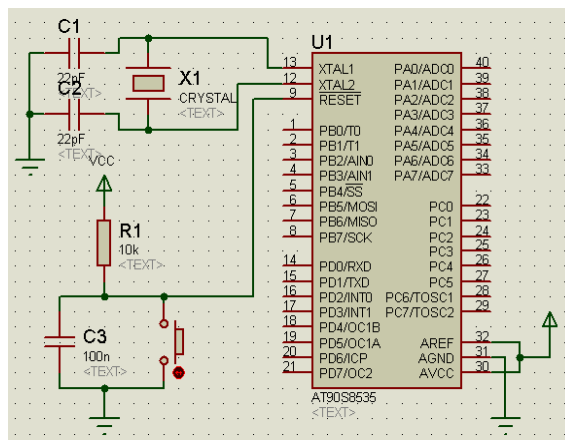 C1
22pF
<TEXT>
C2
22pF
<TEXT>
X1
CRYSTAL
<TEXT>
VCC
R1
10k
<TEXT>
C3
100n
<TEXT>
U1
13 XTAL1 PA0/ADC0 40
12 XTAL2 PA1/ADC1 39
9 RESET PA2/ADC2 38
PA3/ADC3 37
1 PB0/T0 PA4/ADC4 36
2 PB1/T1 PA5/ADC5 35
3 PB2/AIN0 PA6/ADC6 34
4 PB3/AIN1 PA7/ADC7 33
5 PB4/SS
6 PB5/MOSI PC0 22
7 PB6/MISO PC1 23
8 PB7/SCK PC2 24
PC3 25
14 PD0/RXD PC4 26
15 PD1/TXD PC5 27
16 PD2/INT0 PC6/TOSC1 28
17 PD3/INT1 PC7/TOSC2 29
18 PD4/OC1B
19 PD5/OC1A AREF 32
20 PD6/ICP AGND 31
21 PD7/OC2 AVCC 30
AT90S8535
<TEXT>